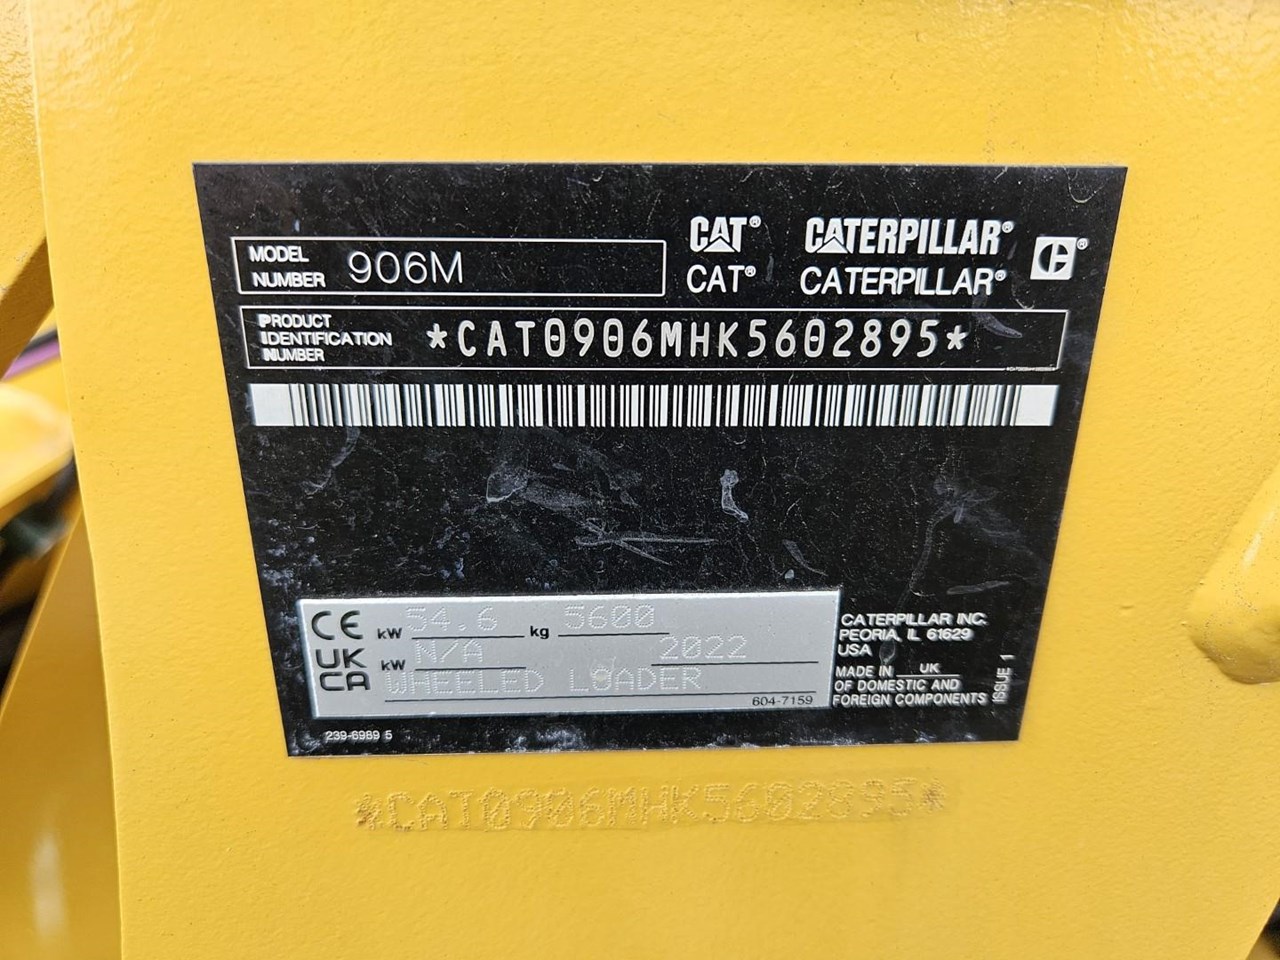 CAT® CATERPILLAR®
MODEL NUMBER 906M
CAT® CATERPILLAR®
PRODUCT IDENTIFICATION NUMBER *CAT0906MHK5602895*
CE kW 54.6 kg 5600
UK CA kW N/A 2022
WHEELED LOADER
604-7159
CATERPILLAR INC.
PEORIA, IL 61629
USA
MADE IN UK
OF DOMESTIC AND
FOREIGN COMPONENTS
ISSUE 1
239-6989 5
*CAT0906MHK5602895*